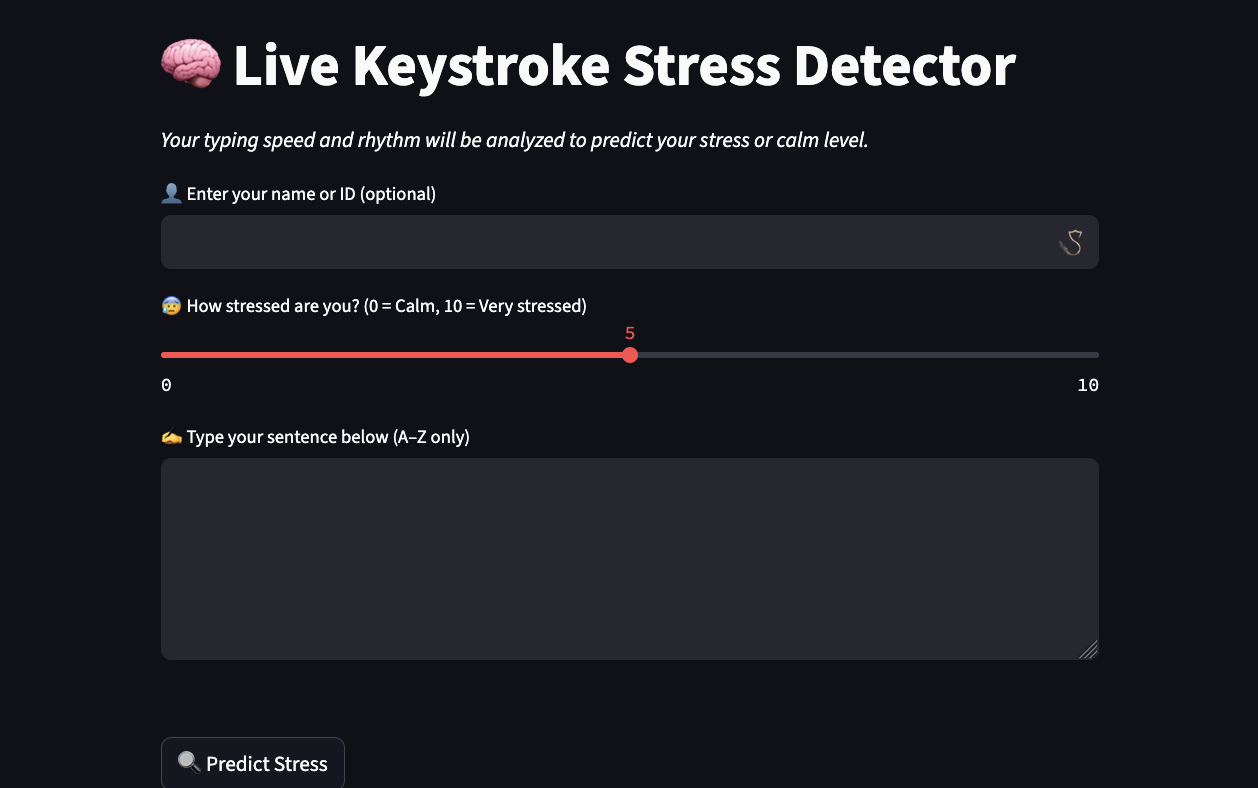 🧠 Live Keystroke Stress Detector
Your typing speed and rhythm will be analyzed to predict your stress or calm level.
👤 Enter your name or ID (optional)
😰 How stressed are you? (0 = Calm, 10 = Very stressed)
5
0 10
✍️ Type your sentence below (A–Z only)
🔍 Predict Stress